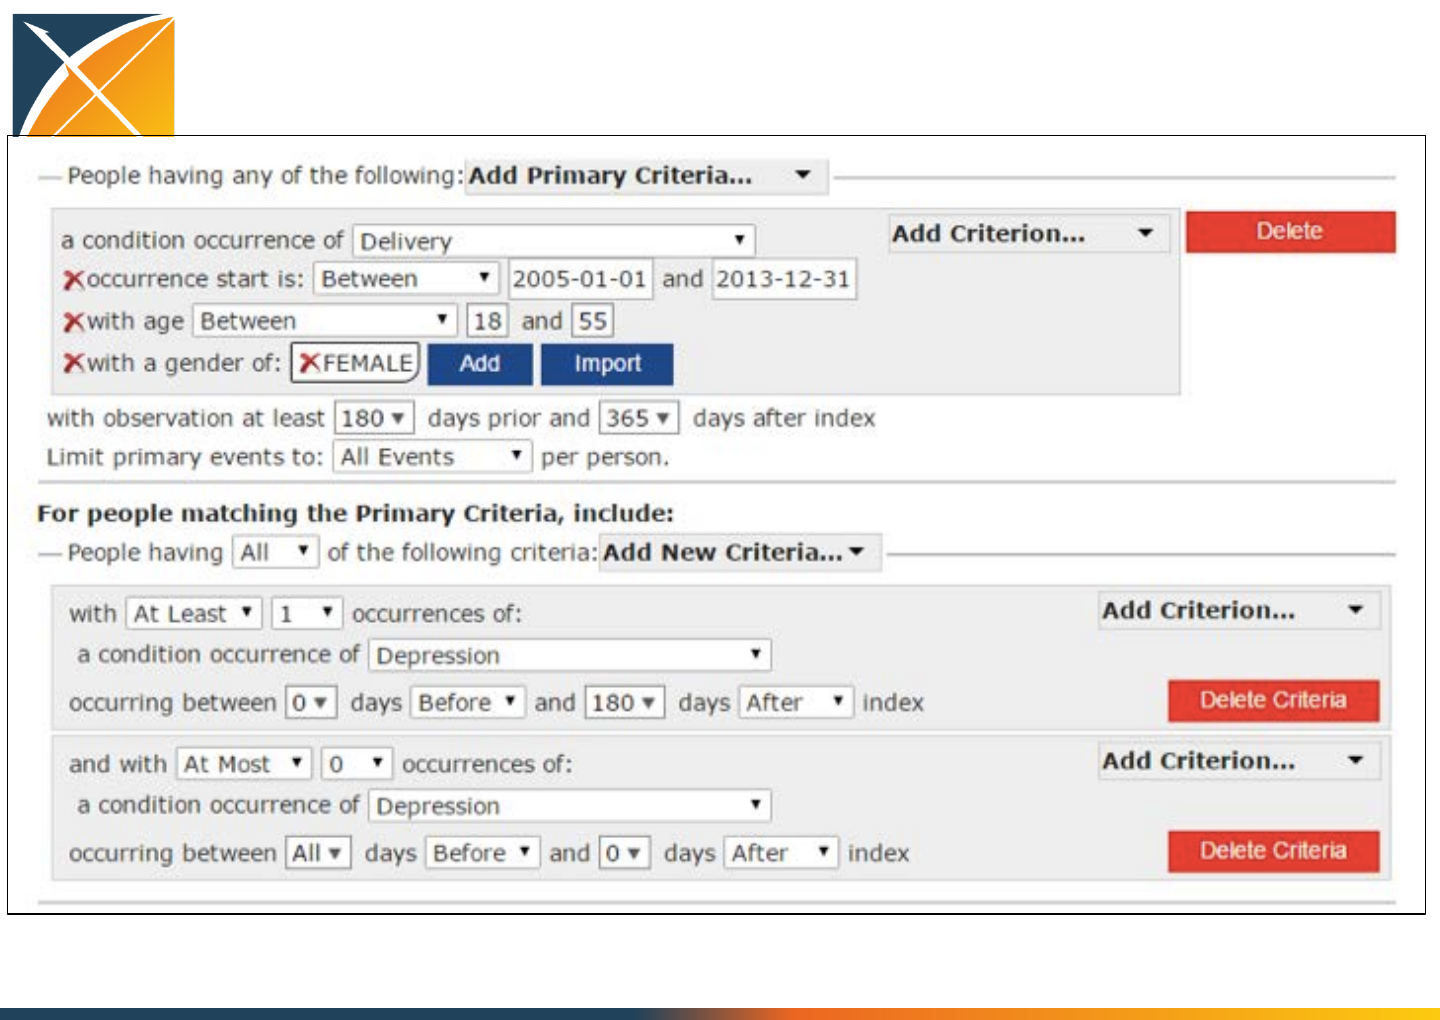 People having any of the following: Add Primary Criteria...
a condition occurrence of Delivery Add Criterion... Delete
occurrence start is: Between 2005-01-01 and 2013-12-31
with age Between 18 and 55
with a gender of: FEMALE Add Import
with observation at least 180 days prior and 365 days after index
Limit primary events to: All Events per person.
For people matching the Primary Criteria, include:
People having All of the following criteria: Add New Criteria...
with At Least 1 occurrences of: Add Criterion...
a condition occurrence of Depression
occurring between 0 days Before and 180 days After index Delete Criteria
and with At Most 0 occurrences of: Add Criterion...
a condition occurrence of Depression
occurring between All days Before and 0 days After index Delete Criteria